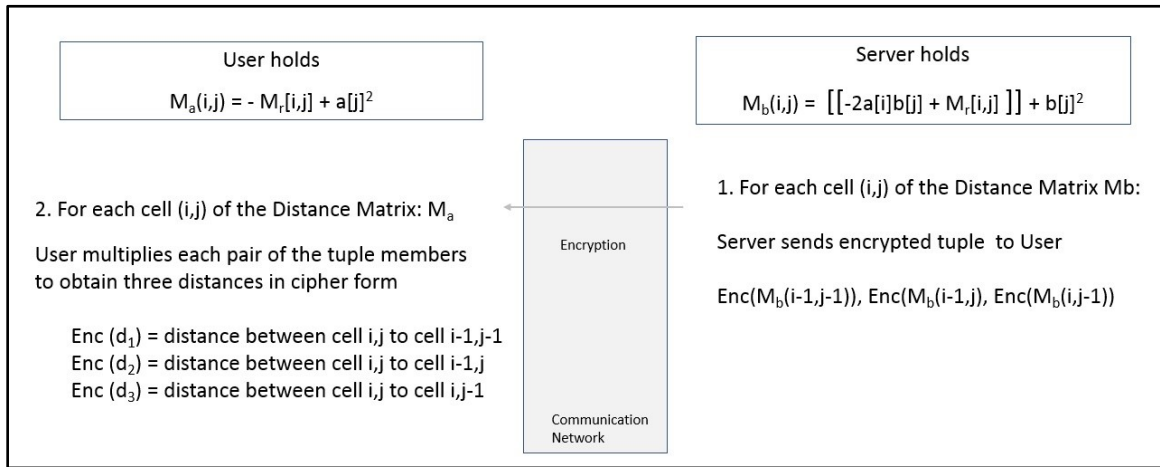 User holds
Mₐ(i,j) = - Mᵣ[i,j] + a[j]²
Server holds
M_b(i,j) = [[-2a[i]b[j] + Mᵣ[i,j] ]] + b[j]²
1. For each cell (i,j) of the Distance Matrix Mb:
Server sends encrypted tuple to User
Enc(M_b(i-1,j-1)), Enc(M_b(i-1,j), Enc(M_b(i,j-1))
2. For each cell (i,j) of the Distance Matrix: Mₐ
User multiplies each pair of the tuple members
to obtain three distances in cipher form
Enc (d₁) = distance between cell i,j to cell i-1,j-1
Enc (d₂) = distance between cell i,j to cell i-1,j
Enc (d₃) = distance between cell i,j to cell i,j-1
Encryption
Communication
Network